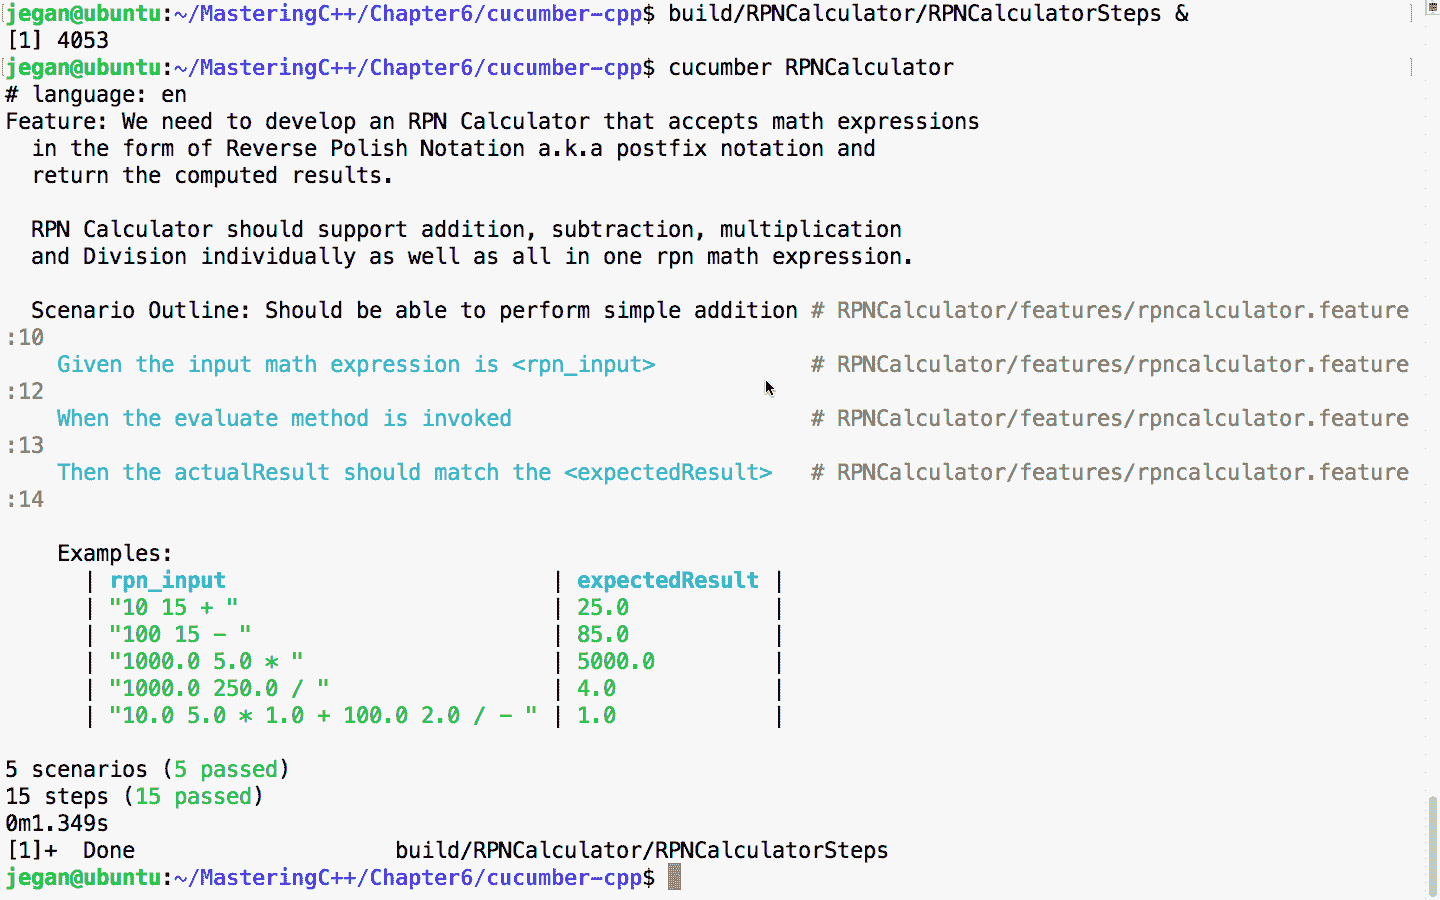 jegan@ubuntu:~/MasteringC++/Chapter6/cucumber-cpp$ build/RPNCalculator/RPNCalculatorSteps &
[1] 4053
jegan@ubuntu:~/MasteringC++/Chapter6/cucumber-cpp$ cucumber RPNCalculator
# language: en
Feature: We need to develop an RPN Calculator that accepts math expressions
  in the form of Reverse Polish Notation a.k.a postfix notation and
  return the computed results.

  RPN Calculator should support addition, subtraction, multiplication
  and Division individually as well as all in one rpn math expression.

  Scenario Outline: Should be able to perform simple addition # RPNCalculator/features/rpncalculator.feature
:10
    Given the input math expression is <rpn_input>            # RPNCalculator/features/rpncalculator.feature
:12
    When the evaluate method is invoked                       # RPNCalculator/features/rpncalculator.feature
:13
    Then the actualResult should match the <expectedResult>   # RPNCalculator/features/rpncalculator.feature
:14

    Examples:
      | rpn_input                         | expectedResult |
      | "10 15 + "                        | 25.0           |
      | "100 15 - "                       | 85.0           |
      | "1000.0 5.0 * "                   | 5000.0         |
      | "1000.0 250.0 / "                 | 4.0            |
      | "10.0 5.0 * 1.0 + 100.0 2.0 / - " | 1.0            |

5 scenarios (5 passed)
15 steps (15 passed)
0m1.349s
[1]+  Done                    build/RPNCalculator/RPNCalculatorSteps
jegan@ubuntu:~/MasteringC++/Chapter6/cucumber-cpp$